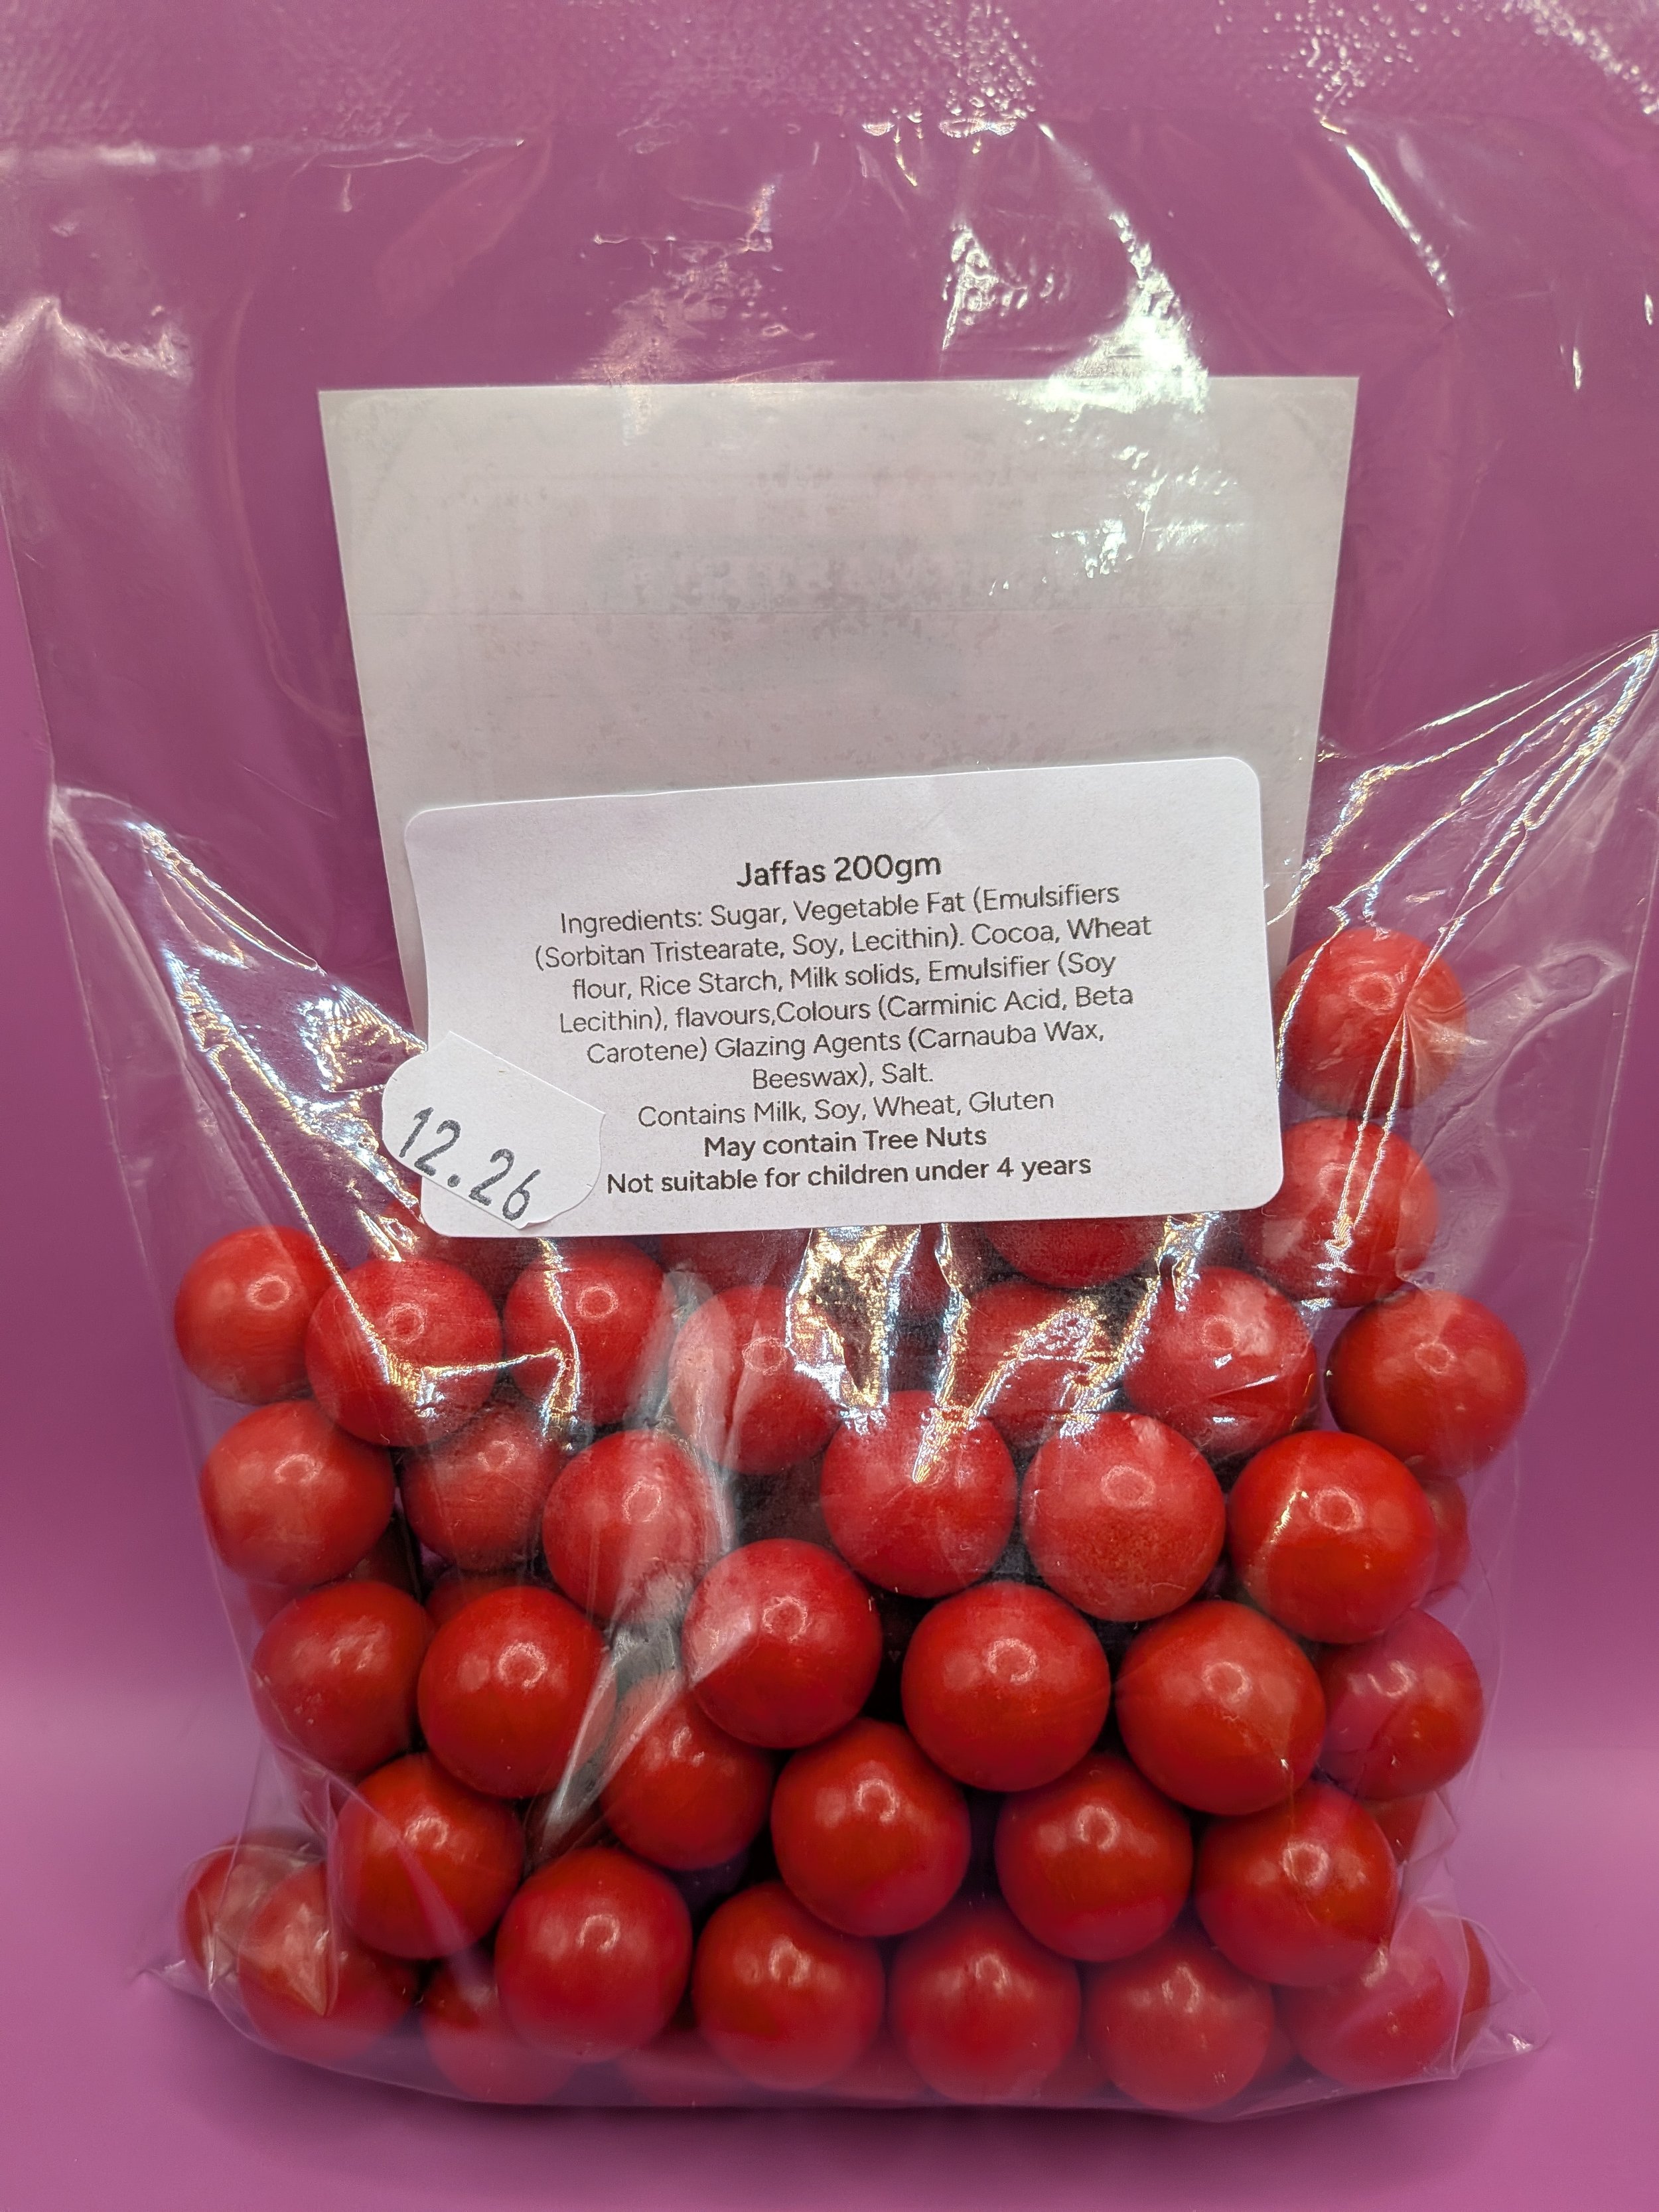 Jaffas 200gm
Ingredients: Sugar, Vegetable Fat (Emulsifiers
(Sorbitan Tristearate, Soy, Lecithin). Cocoa, Wheat
flour, Rice Starch, Milk solids, Emulsifier (Soy
Lecithin), flavours,Colours (Carminic Acid, Beta
Carotene) Glazing Agents (Carnauba Wax,
Beeswax), Salt.
Contains Milk, Soy, Wheat, Gluten
May contain Tree Nuts
Not suitable for children under 4 years
12.26